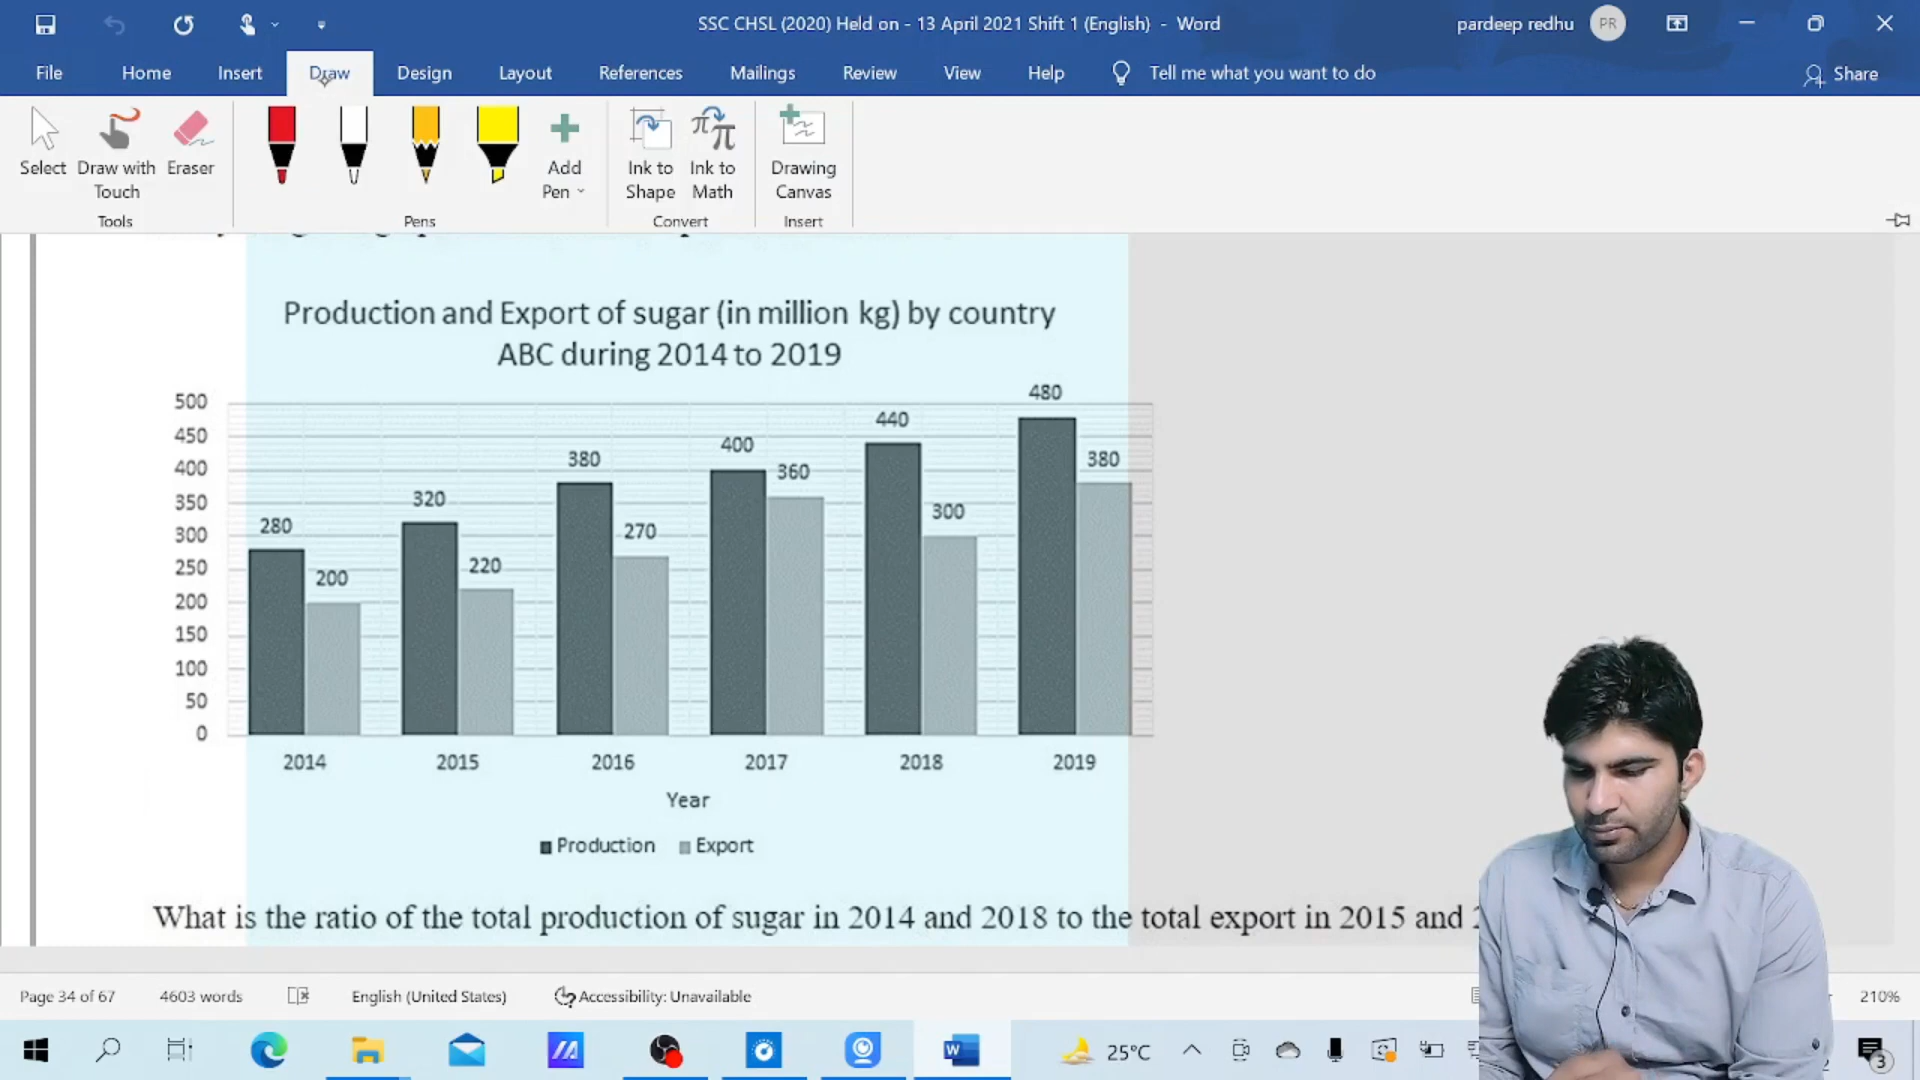 SSC CHSL (2020) Held on - 13 April 2021 Shift 1 (English) - Word
pardeep redhu PR
File Home Insert Draw Design Layout References Mailings Review View Help Tell me what you want to do Share
Select Draw with Touch Eraser
Add Pen
Ink to Shape Ink to Math
Drawing Canvas
Tools Pens Convert Insert
Production and Export of sugar (in million kg) by country
ABC during 2014 to 2019
500
450
400
350
300
250
200
150
100
50
0
280 200 320 220 380 270 400 360 440 300 480 380
2014 2015 2016 2017 2018 2019
Year
Production Export
What is the ratio of the total production of sugar in 2014 and 2018 to the total export in 2015 and
Page 34 of 67 4603 words English (United States) Accessibility: Unavailable 210%
W 25°C 3